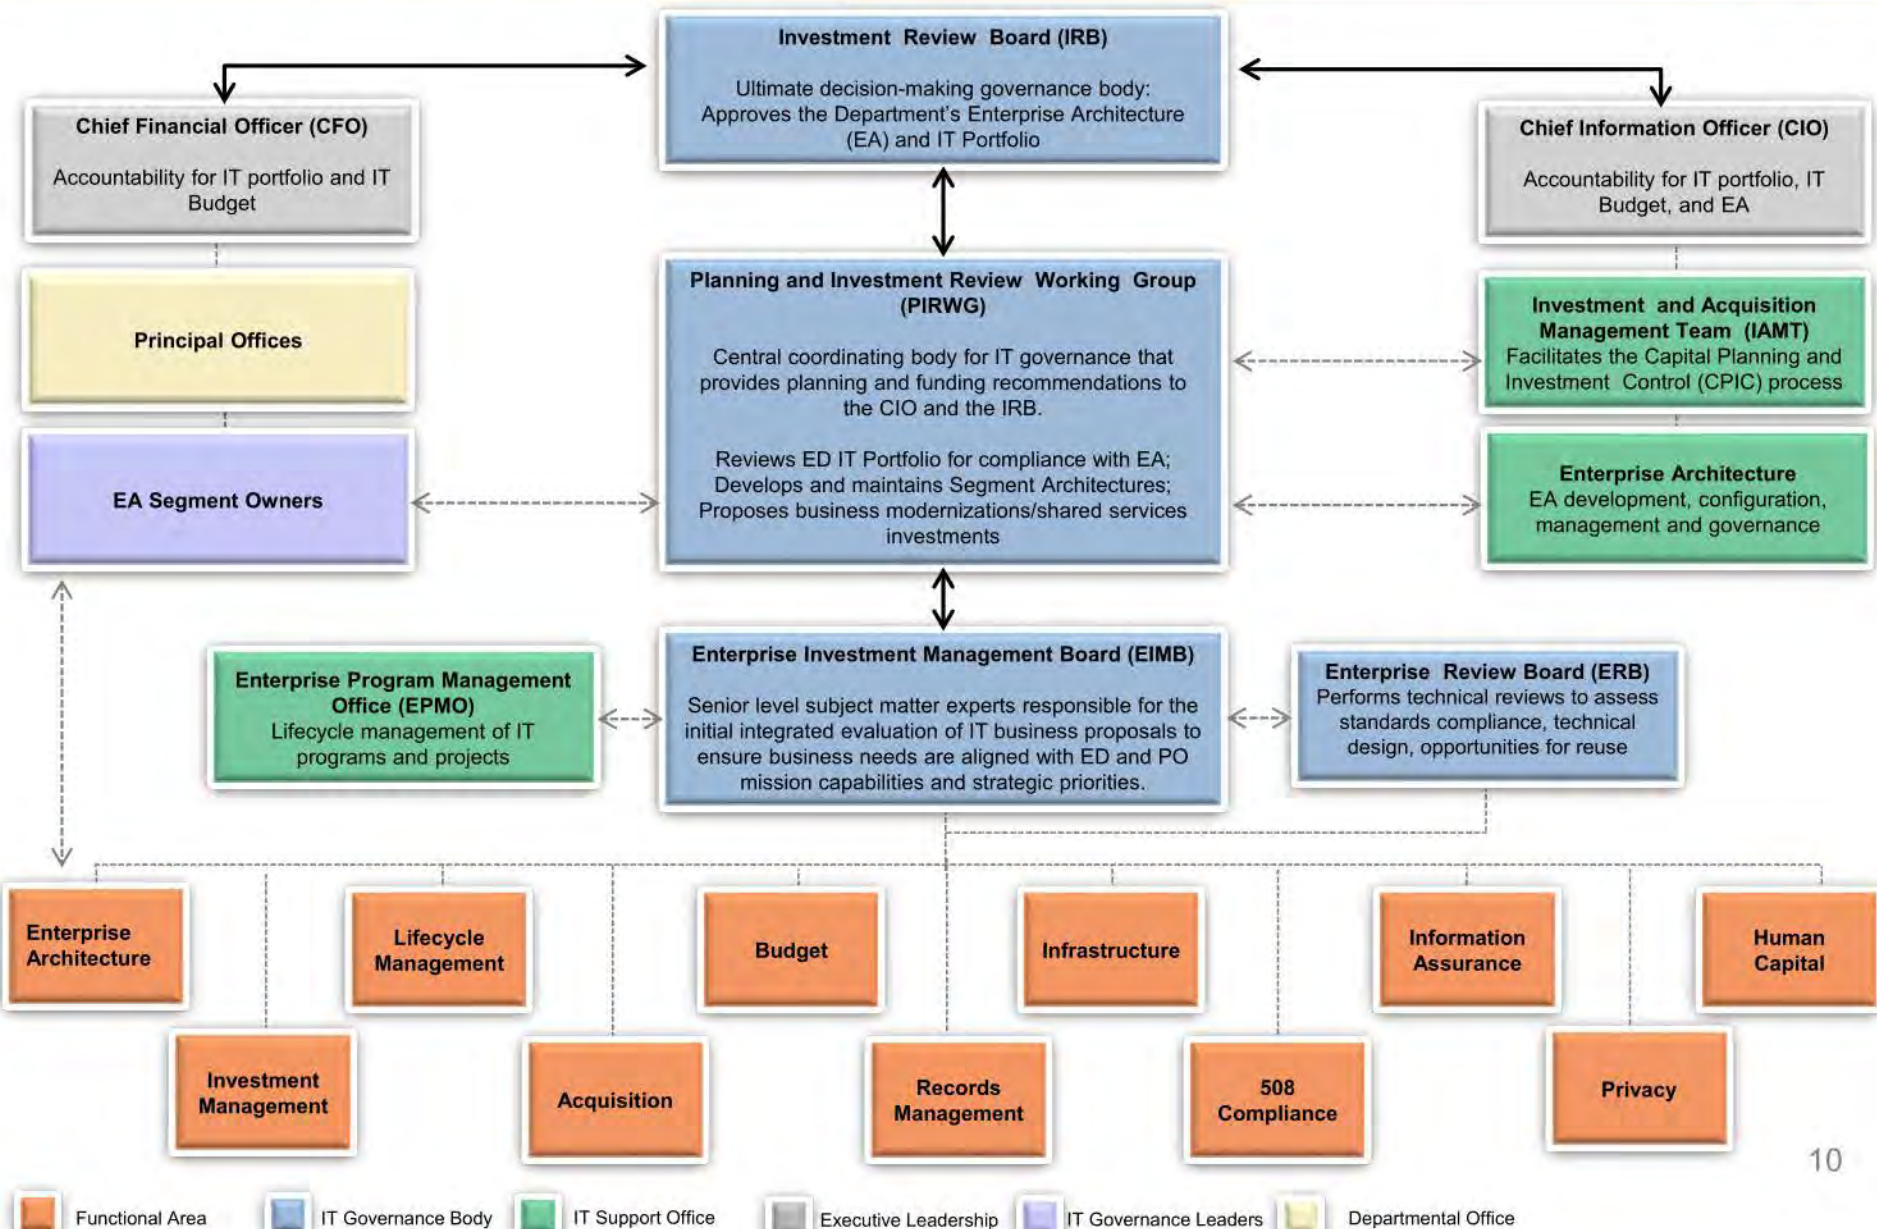 Investment Review Board (IRB)
Ultimate decision-making governance body:
Approves the Department's Enterprise Architecture
(EA) and IT Portfolio
Chief Financial Officer (CFO)
Accountability for IT portfolio and IT
Budget
Chief Information Officer (CIO)
Accountability for IT portfolio, IT
Budget, and EA
Principal Offices
Planning and Investment Review Working Group
(PIRWG)
Central coordinating body for IT governance that
provides planning and funding recommendations to
the CIO and the IRB.
Reviews ED IT Portfolio for compliance with EA;
Develops and maintains Segment Architectures;
Proposes business modernizations/shared services
investments
Investment and Acquisition
Management Team (IAMT)
Facilitates the Capital Planning and
Investment Control (CPIC) process
EA Segment Owners
Enterprise Architecture
EA development, configuration,
management and governance
Enterprise Program Management
Office (EPMO)
Lifecycle management of IT
programs and projects
Enterprise Investment Management Board (EIMB)
Senior level subject matter experts responsible for the
initial integrated evaluation of IT business proposals to
ensure business needs are aligned with ED and PO
mission capabilities and strategic priorities.
Enterprise Review Board (ERB)
Performs technical reviews to assess
standards compliance, technical
design, opportunities for reuse
Enterprise
Architecture
Lifecycle
Management
Budget
Infrastructure
Information
Assurance
Human
Capital
Investment
Management
Acquisition
Records
Management
508
Compliance
Privacy
10
Functional Area
IT Governance Body
IT Support Office
Executive Leadership
IT Governance Leaders
Departmental Office